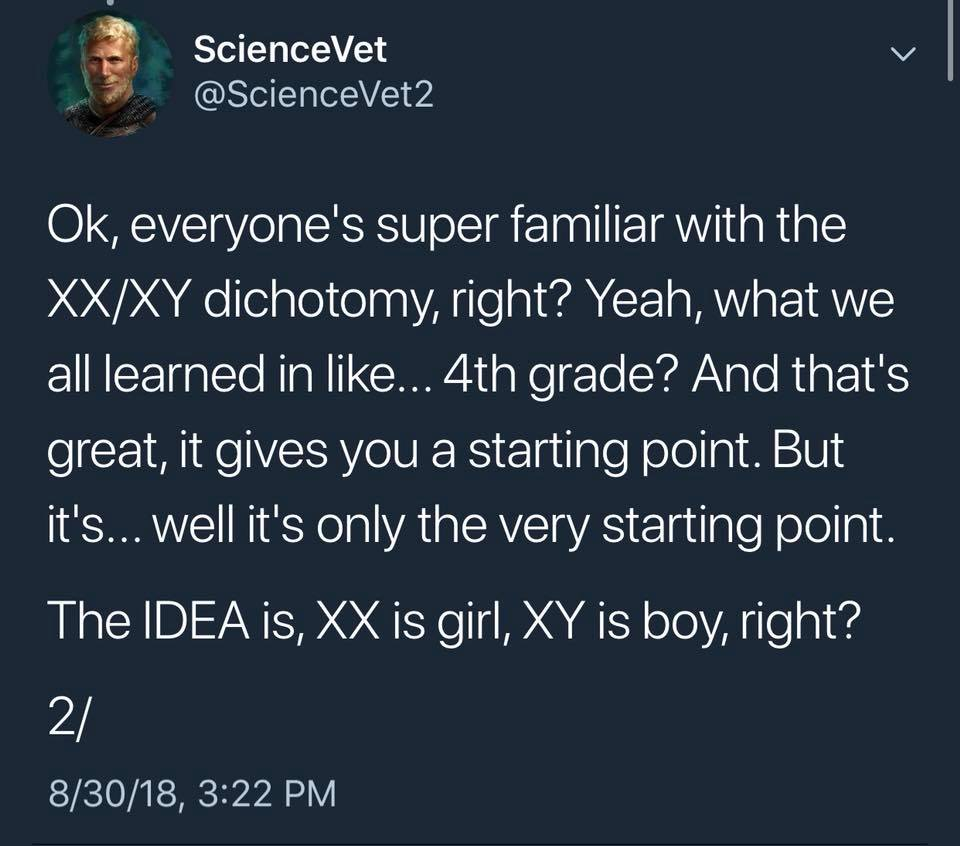 ScienceVet
@ScienceVet2
Ok, everyone's super familiar with the
XX/XY dichotomy, right? Yeah, what we
all learned in like... 4th grade? And that's
great, it gives you a starting point. But
it's... well it's only the very starting point.
The IDEA is, XX is girl, XY is boy, right?
2/
8/30/18, 3:22 PM